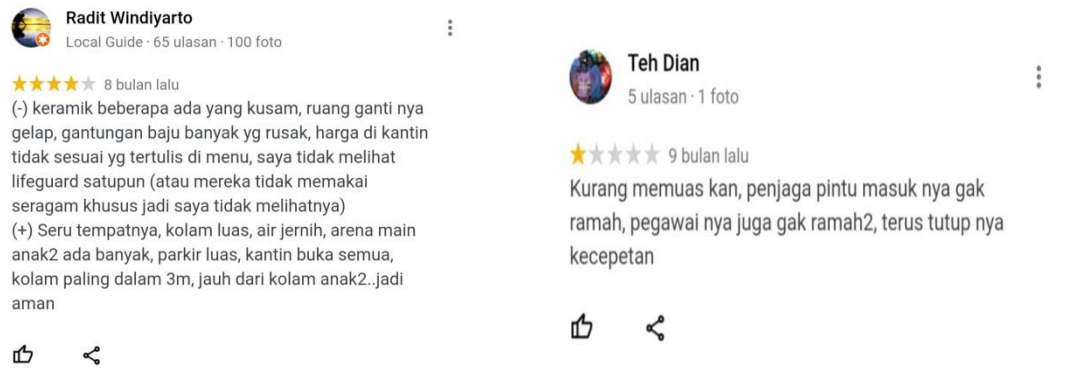 Radit Windiyarto
Local Guide · 65 ulasan · 100 foto
8 bulan lalu
(-) keramik beberapa ada yang kusam, ruang ganti nya
gelap, gantungan baju banyak yg rusak, harga di kantin
tidak sesuai yg tertulis di menu, saya tidak melihat
lifeguard satupun (atau mereka tidak memakai
seragam khusus jadi saya tidak melihatnya)
(+) Seru tempatnya, kolam luas, air jernih, arena main
anak2 ada banyak, parkir luas, kantin buka semua,
kolam paling dalam 3m, jauh dari kolam anak2..jadi
aman
Teh Dian
5 ulasan · 1 foto
9 bulan lalu
Kurang memuas kan, penjaga pintu masuk nya gak
ramah, pegawai nya juga gak ramah2, terus tutup nya
kecepetan